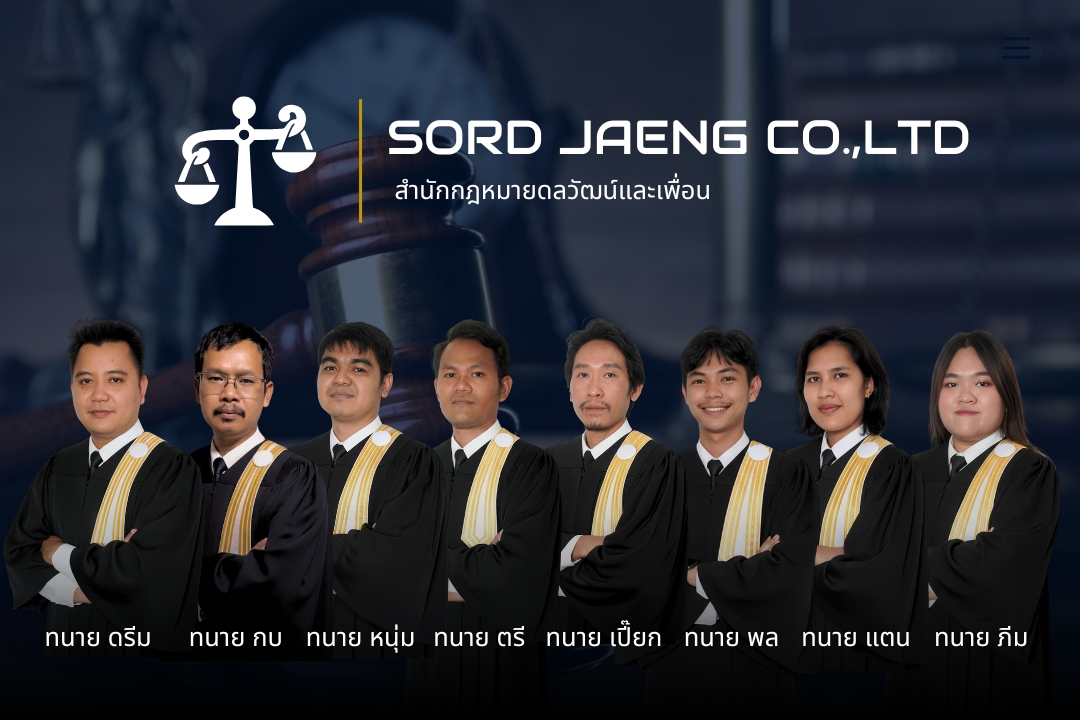 SORD JAENG CO.,LTD
สำนักกฎหมายดลวัฒน์และเพื่อน
ทนาย ดรีม ทนาย กบ ทนาย หนุ่ม ทนาย ตรี ทนาย เปี๊ยก ทนาย พล ทนาย แตน ทนาย ภีม